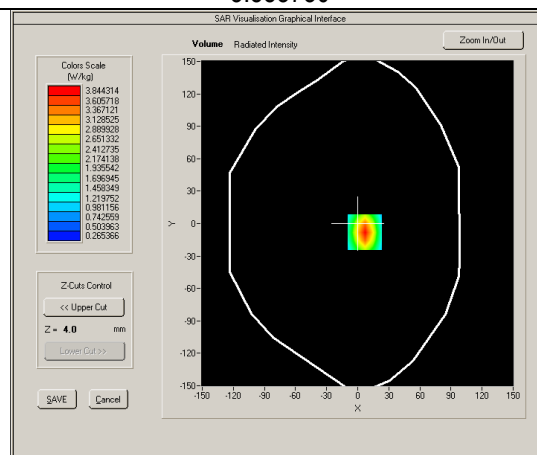 SAR Visualisation Graphical Interface
Volume Radiated Intensity
Zoom In/Out
Colors Scale
(W/kg)
3.844314
3.605718
3.367121
3.128525
2.889928
2.651332
2.412735
2.174138
1.935542
1.696945
1.458349
1.219752
0.981156
0.742559
0.503963
0.265366
Z-Cuts Control
<< Upper Cut
Z = 4.0 mm
Lower Cut >>
SAVE
Cancel
150
120
90
60
30
0
-30
-60
-90
-120
-150
Y
-150 -120 -90 -60 -30 0 30 60 90 120 150
X